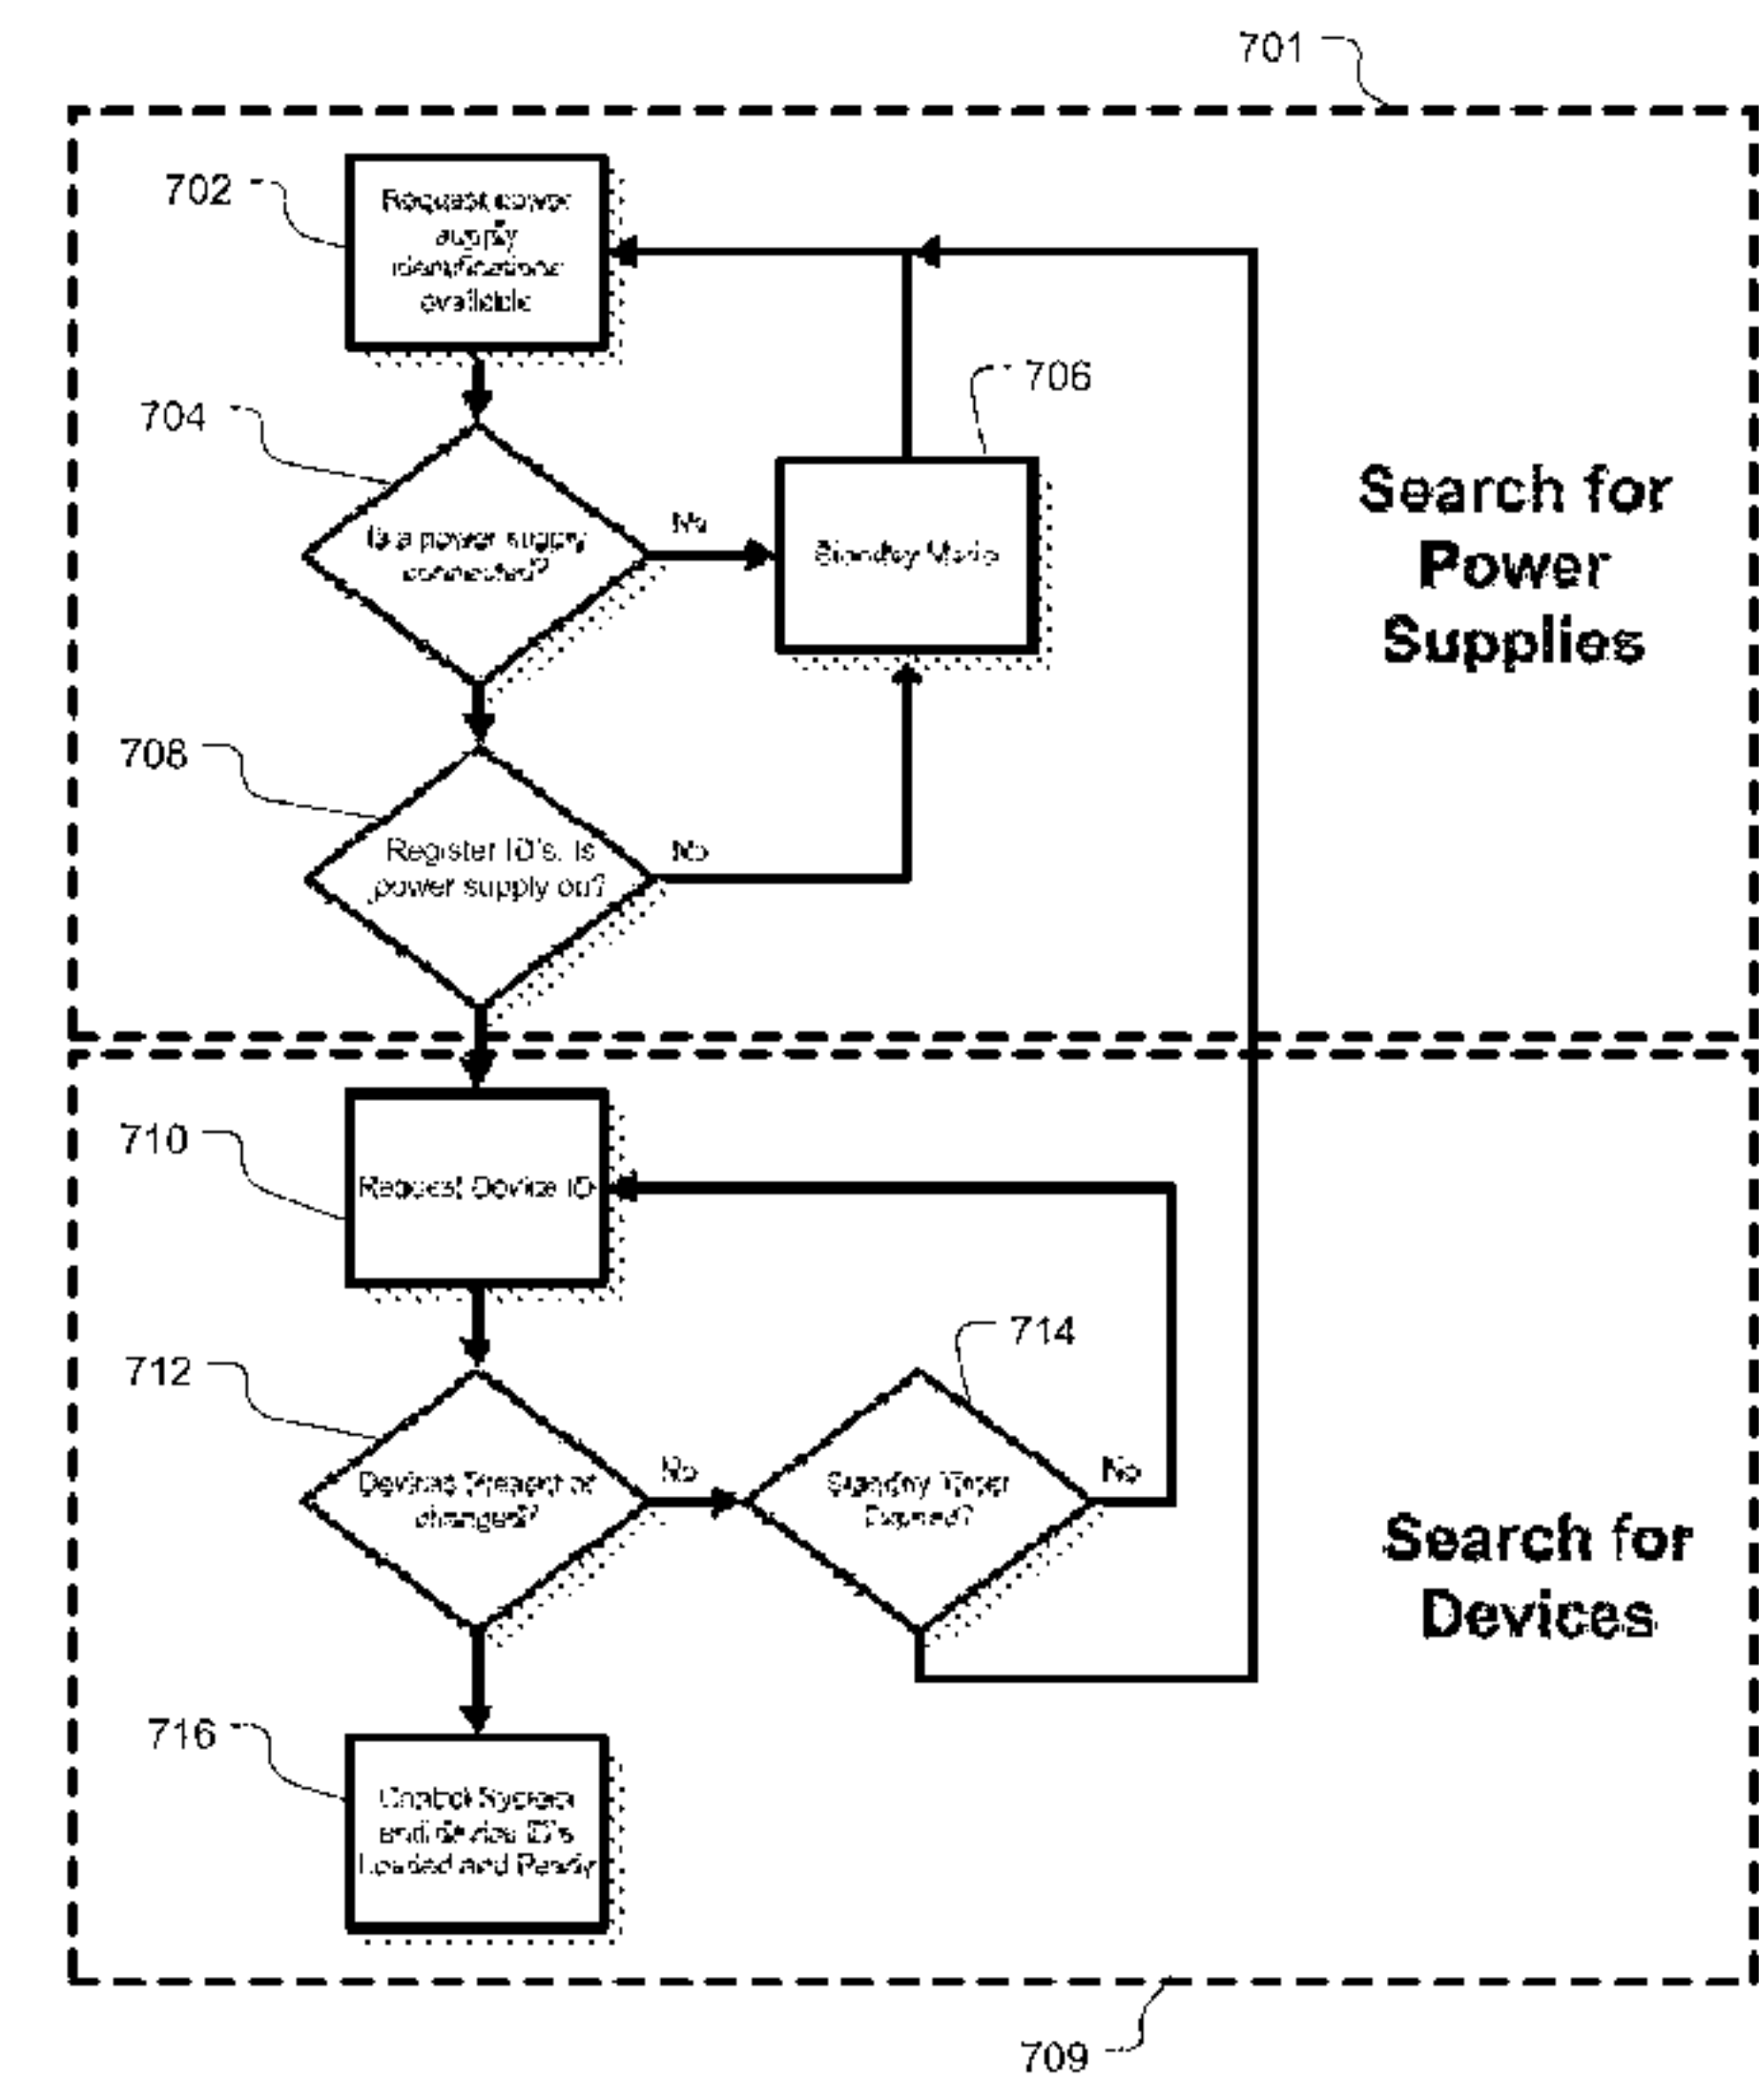 701
702
Request power
supply
identifications
available
704
706
Is a power supply
connected?
No
Standby Mode
Search for
Power
Supplies
708
Register ID's. Is
power supply on?
No
710
Request Device ID
714
712
Devices Present or
changed?
No
Standby Timer
Expired?
No
Search for
Devices
716
Control System
and device ID's
Loaded and Ready
709